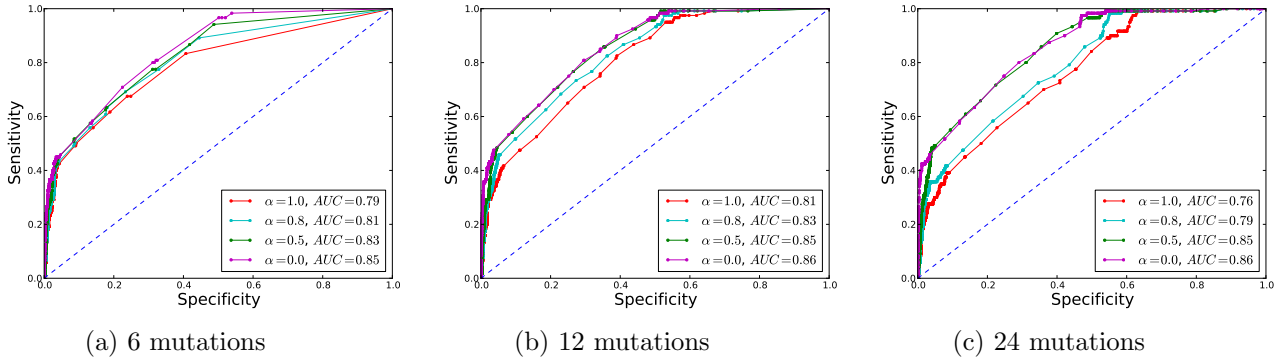 1.0
0.8
0.6
0.4
0.2
0.0
Sensitivity
α=1.0, AUC=0.79
α=0.8, AUC=0.81
α=0.5, AUC=0.83
α=0.0, AUC=0.85
0.0 0.2 0.4 0.6 0.8 1.0
Specificity
(a) 6 mutations
1.0
0.8
0.6
0.4
0.2
0.0
Sensitivity
α=1.0, AUC=0.81
α=0.8, AUC=0.83
α=0.5, AUC=0.85
α=0.0, AUC=0.86
0.0 0.2 0.4 0.6 0.8 1.0
Specificity
(b) 12 mutations
1.0
0.8
0.6
0.4
0.2
0.0
Sensitivity
α=1.0, AUC=0.76
α=0.8, AUC=0.79
α=0.5, AUC=0.85
α=0.0, AUC=0.86
0.0 0.2 0.4 0.6 0.8 1.0
Specificity
(c) 24 mutations